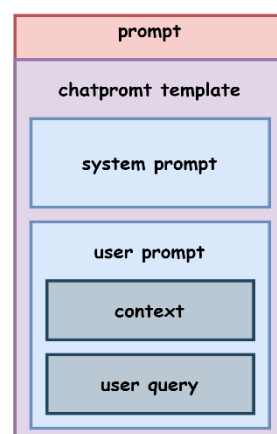 prompt
chatpromt template
system prompt
user prompt
context
user query